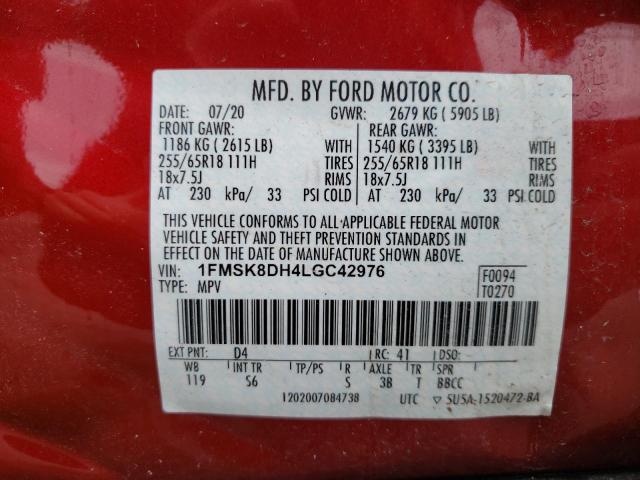 MFD. BY FORD MOTOR CO.
DATE: 07/20 GVWR: 2679 KG ( 5905 LB)
FRONT GAWR: REAR GAWR:
1186 KG ( 2615 LB) WITH 1540 KG ( 3395 LB) WITH
255/65R18 111H TIRES 255/65R18 111H TIRES
18x7.5J RIMS 18x7.5J RIMS
AT 230 kPa/ 33 PSI COLD AT 230 kPa/ 33 PSI COLD
THIS VEHICLE CONFORMS TO ALL APPLICABLE FEDERAL MOTOR
VEHICLE SAFETY AND THEFT PREVENTION STANDARDS IN
EFFECT ON THE DATE OF MANUFACTURE SHOWN ABOVE.
VIN: 1FMSK8DH4LGC42976 F0094
TYPE: MPV T0270
EXT PNT: D4 RC: 41 DSO:
WB INT TR TP/PS R AXLE TR SPR
119 S6 S 3B T BBCC
1202007084738 UTC ▽ SU5A-1520472-BA